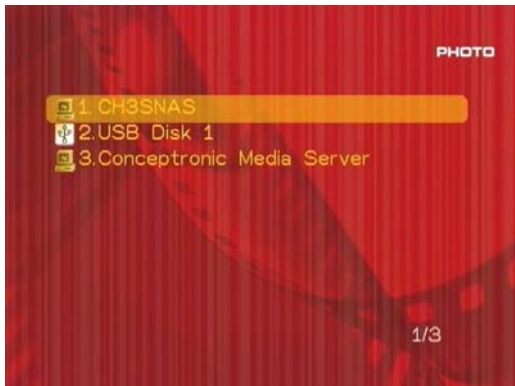 PHOTO
1. CH3SNAS
2.USB Disk 1
3.Conceptronic Media Server
1/3